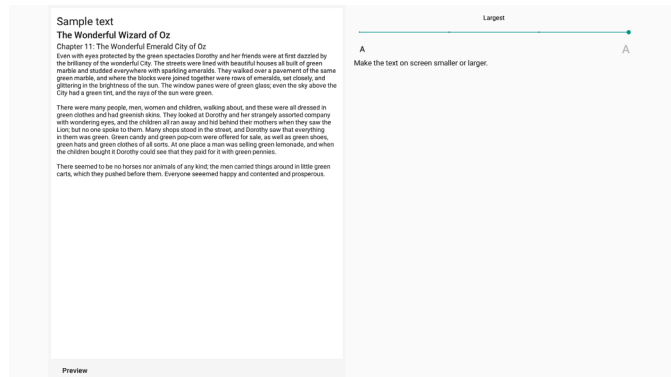 Sample text
The Wonderful Wizard of Oz
Chapter 11: The Wonderful Emerald City of Oz
Even with eyes protected by the green spectacles Dorothy and her friends were at first dazzled by
the brilliancy of the wonderful City. The streets were lined with beautiful houses all built of green
marble and studded everywhere with sparkling emeralds. They walked over a pavement of the same
green marble, and where the blocks were joined together were rows of emeralds, set closely, and
glittering in the brightness of the sun. The window panes were of green glass; even the sky above the
City had a green tint, and the rays of the sun were green.
There were many people, men, women and children, walking about, and these were all dressed in
green clothes and had greenish skins. They looked at Dorothy and her strangely assorted company
with wondering eyes, and the children all ran away and hid behind their mothers when they saw the
Lion; but no one spoke to them. Many shops stood in the street, and Dorothy saw that everything
in them was green. Green candy and green pop-corn were offered for sale, as well as green shoes,
green hats and green clothes of all sorts. At one place a man was selling green lemonade, and when
the children bought it Dorothy could see that they paid for it with green pennies.
There seemed to be no horses nor animals of any kind; the men carried things around in little green
carts, which they pushed before them. Everyone seeemed happy and contented and prosperous.
Preview
Largest
A A
Make the text on screen smaller or larger.